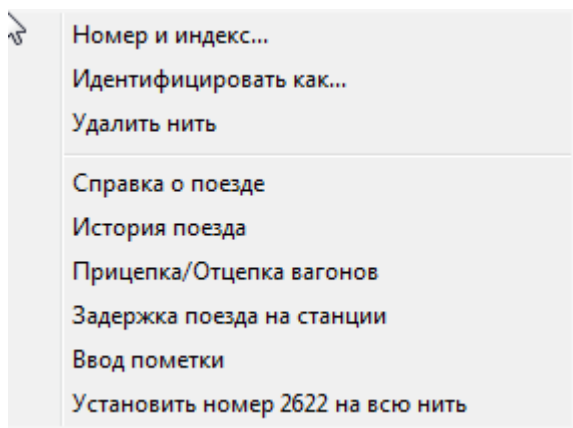 Номер и индекс...
Идентифицировать как...
Удалить нить
Справка о поезде
История поезда
Прицепка/Отцепка вагонов
Задержка поезда на станции
Ввод пометки
Установить номер 2622 на всю нить